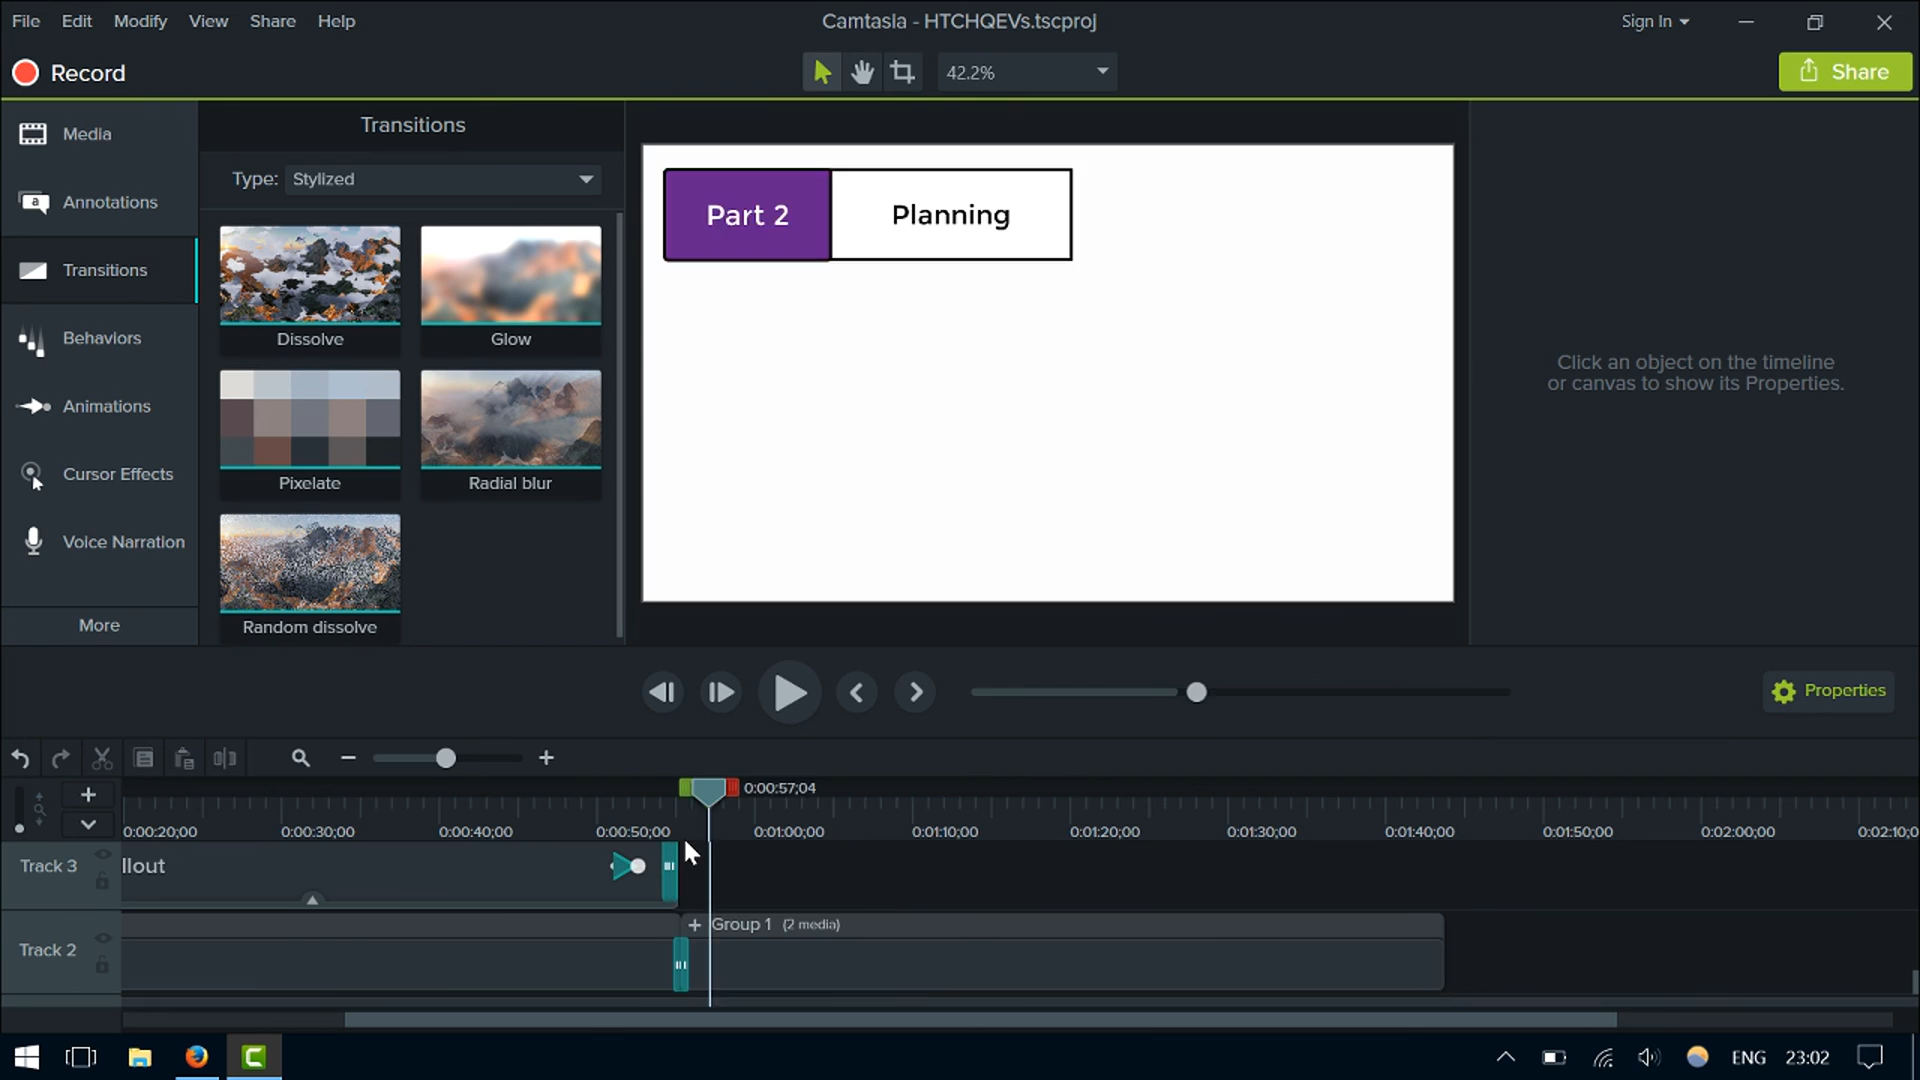 File Edit Modify View Share Help
Camtasia - HTCHQEVs.tscproj
Sign In
Record
42.2%
Share
Media
Annotations
Transitions
Behaviors
Animations
Cursor Effects
Voice Narration
More
Transitions
Type: Stylized
Dissolve
Glow
Pixelate
Radial blur
Random dissolve
Part 2
Planning
Click an object on the timeline
or canvas to show its Properties.
Properties
0:00:57;04
0:00:20;00 0:00:30;00 0:00:40;00 0:00:50;00 0:01:00;00 0:01:10;00 0:01:20;00 0:01:30;00 0:01:40;00 0:01:50;00 0:02:00;00 0:02:10;0
Track 3
llout
Group 1 (2 media)
Track 2
ENG 23:02